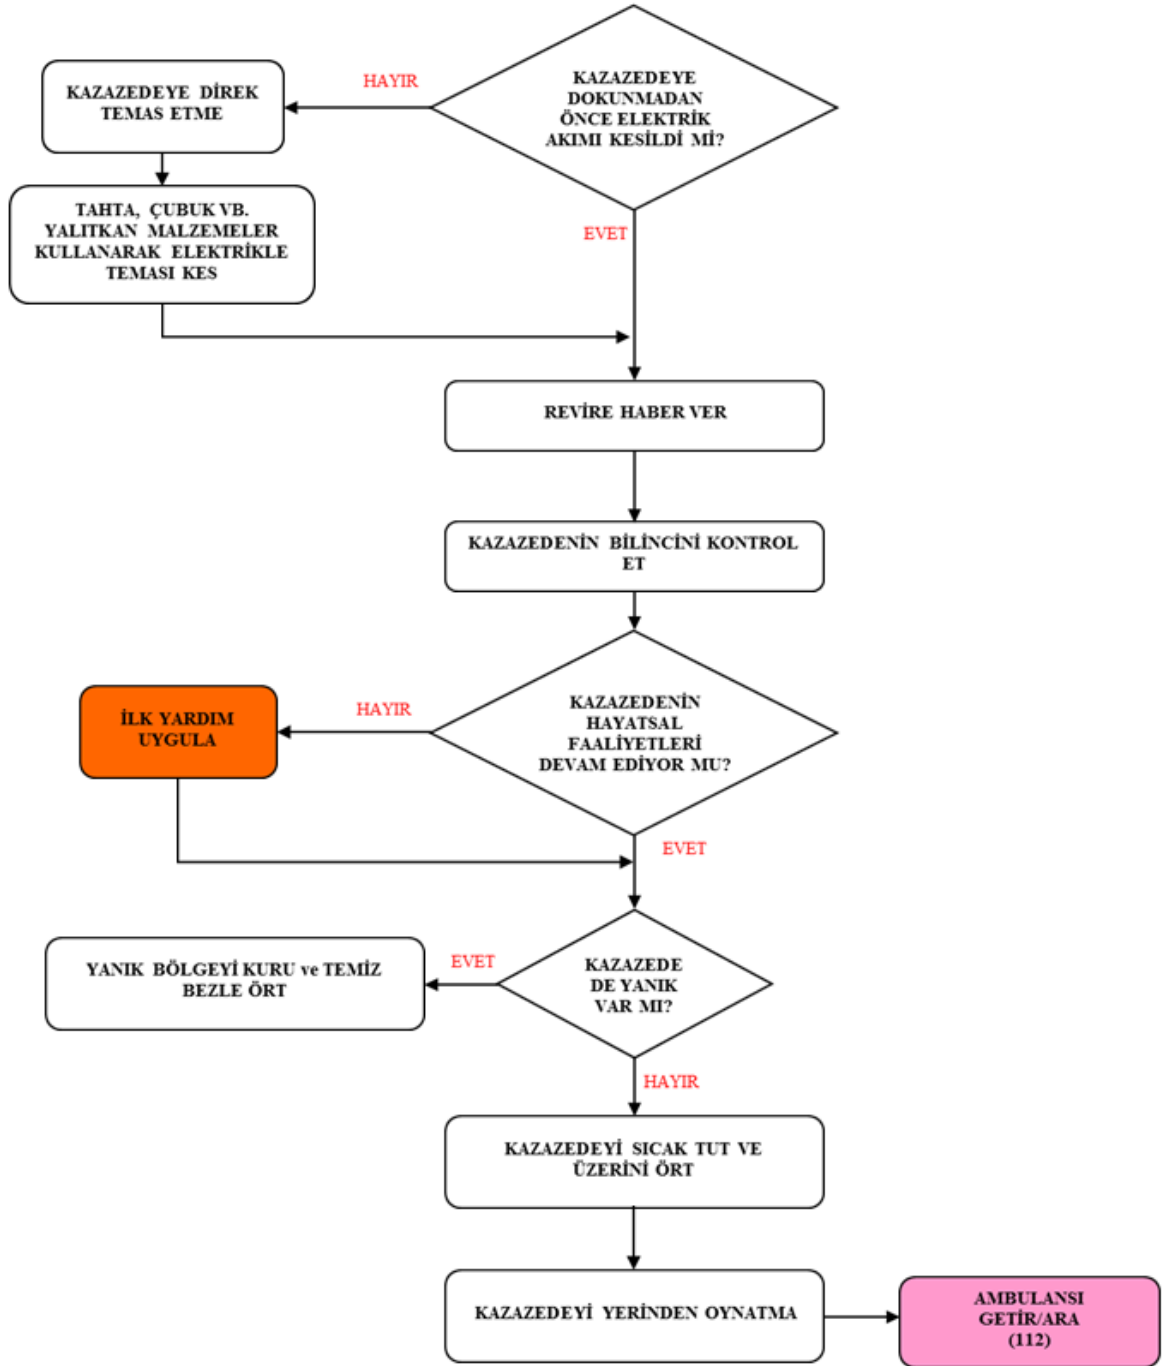 KAZAZEDEYE
DOKUNMADAN
ÖNCE ELEKTRİK
AKIMI KESİLDİ Mİ?
HAYIR
KAZAZEDEYE DİREK
TEMAS ETME
TAHTA, ÇUBUK VB.
YALITKAN MALZEMELER
KULLANARAK ELEKTRİKLE
TEMASI KES
EVET
REVİRE HABER VER
KAZAZEDENİN BİLİNCİNİ KONTROL
ET
KAZAZEDENİN
HAYATSAL
FAALİYETLERİ
DEVAM EDİYOR MU?
HAYIR
İLK YARDIM
UYGULA
EVET
KAZAZEDE
DE YANIK
VAR MI?
EVET
YANIK BÖLGEYİ KURU ve TEMİZ
BEZLE ÖRT
HAYIR
KAZAZEDEYİ SICAK TUT VE
ÜZERİNİ ÖRT
KAZAZEDEYİ YERİNDEN OYNATMA
AMBULANSI
GETİR/ARA
(112)